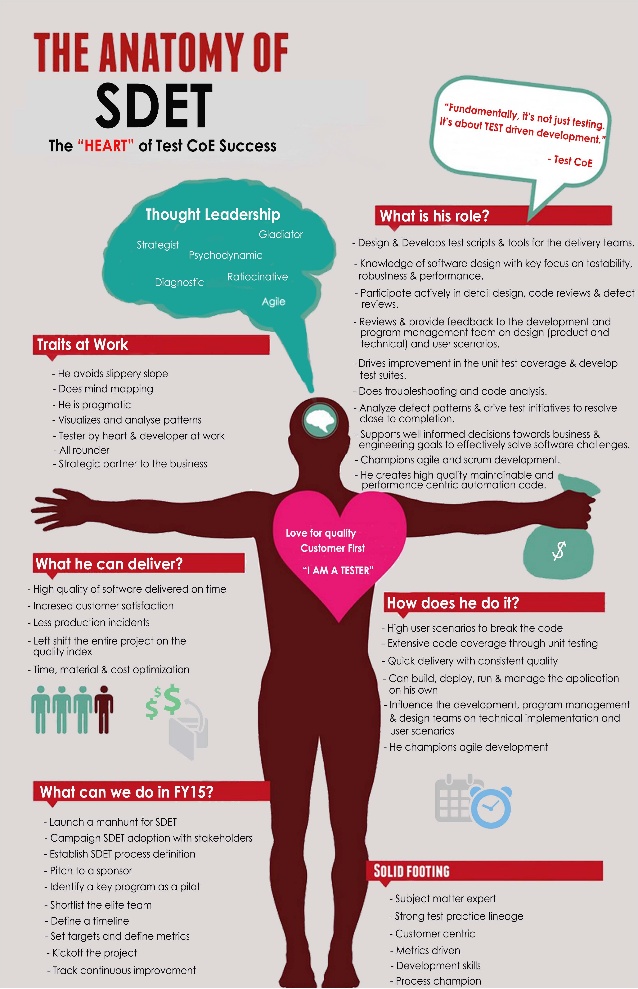 THE ANATOMY OF
SDET
The "HEART" of Test CoE Success
"Fundamentally, it's not just testing.
It's about TEST driven development."
- Test CoE
Thought Leadership
Gladiator
Strategist
Psychodynamic
Diagnostic
Ratiocinative
Agile
What is his role?
- Design & Develops test scripts & tools for the delivery teams.
- Knowledge of software design with key focus on testability,
robustness & performance.
- Participate actively in detail design, code reviews & defect
reviews.
- Reviews & provide feedback to the development and
program management team on design (product and
technical) and user scenarios.
Drives improvement in the unit test coverage & develop
test suites.
- Does troubleshooting and code analysis.
- Analyze defect patterns & drive test initiatives to resolve
close to completion.
Supports well informed decisions towards business &
engineering goals to effectively solve software challenges.
- Champions agile and scrum development.
- He creates high quality maintainable and
performance centric automation code.
Traits at Work
- He avoids slippery slope
- Does mind mapping
- He is pragmatic
- Visualizes and analyse patterns
- Tester by heart & developer at work
- All rounder
- Strategic partner to the business
Love for quality
Customer First
"I AM A TESTER"
$
What he can deliver?
- High quality of software delivered on time
- Incresed customer satisfaction
- Less production incidents
- Left shift the entire project on the
quality index
- Time, material & cost optimization
$ $
$ $
How does he do it?
- High user scenarios to break the code
- Extensive code coverage through unit testing
- Quick delivery with consistent quality
- Can build, deploy, run & manage the application
on his own
- Influence the development, program management
& design teams on technical implementation and
user scenarios
- He champions agile development
What can we do in FY15?
- Launch a manhunt for SDET
- Campaign SDET adoption with stakeholders
- Establish SDET process definition
- Pitch to a sponsor
- Identify a key program as a pilot
- Shortlist the elite team
- Define a timeline
- Set targets and define metrics
- Kickoff the project
- Track continuous improvement
SOLID FOOTING
- Subject matter expert
Strong test practice lineage
- Customer centric
- Metrics driven
- Development skills
- Process champion